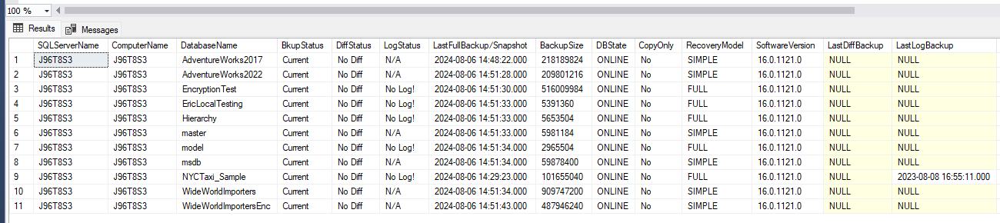 100 %
Results Messages
SQLServerName ComputerName DatabaseName BkupStatus DiffStatus LogStatus LastFullBackup/Snapshot BackupSize DBState CopyOnly RecoveryModel SoftwareVersion LastDiffBackup LastLogBackup
1 J96T8S3 J96T8S3 AdventureWorks2017 Current No Diff N/A 2024-08-06 14:48:22.000 218189824 ONLINE No SIMPLE 16.0.1121.0 NULL NULL
2 J96T8S3 J96T8S3 AdventureWorks2022 Current No Diff N/A 2024-08-06 14:51:28.000 209801216 ONLINE No SIMPLE 16.0.1121.0 NULL NULL
3 J96T8S3 J96T8S3 EncryptionTest Current No Diff No Log! 2024-08-06 14:51:30.000 516009984 ONLINE No FULL 16.0.1121.0 NULL NULL
4 J96T8S3 J96T8S3 EricLocalTesting Current No Diff No Log! 2024-08-06 14:51:33.000 5391360 ONLINE No FULL 16.0.1121.0 NULL NULL
5 J96T8S3 J96T8S3 Hierarchy Current No Diff No Log! 2024-08-06 14:51:33.000 5653504 ONLINE No FULL 16.0.1121.0 NULL NULL
6 J96T8S3 J96T8S3 master Current No Diff N/A 2024-08-06 14:51:33.000 5981184 ONLINE No SIMPLE 16.0.1121.0 NULL NULL
7 J96T8S3 J96T8S3 model Current No Diff No Log! 2024-08-06 14:51:34.000 2965504 ONLINE No FULL 16.0.1121.0 NULL NULL
8 J96T8S3 J96T8S3 msdb Current No Diff N/A 2024-08-06 14:51:34.000 59878400 ONLINE No SIMPLE 16.0.1121.0 NULL NULL
9 J96T8S3 J96T8S3 NYCTaxi_Sample Current No Diff No Log! 2024-08-06 14:29:23.000 101655040 ONLINE No FULL 16.0.1121.0 NULL 2023-08-08 16:55:11.000
10 J96T8S3 J96T8S3 WideWorldImporters Current No Diff N/A 2024-08-06 14:51:34.000 909747200 ONLINE No SIMPLE 16.0.1121.0 NULL NULL
11 J96T8S3 J96T8S3 WideWorldImportersEnc Current No Diff N/A 2024-08-06 14:51:43.000 487946240 ONLINE No SIMPLE 16.0.1121.0 NULL NULL